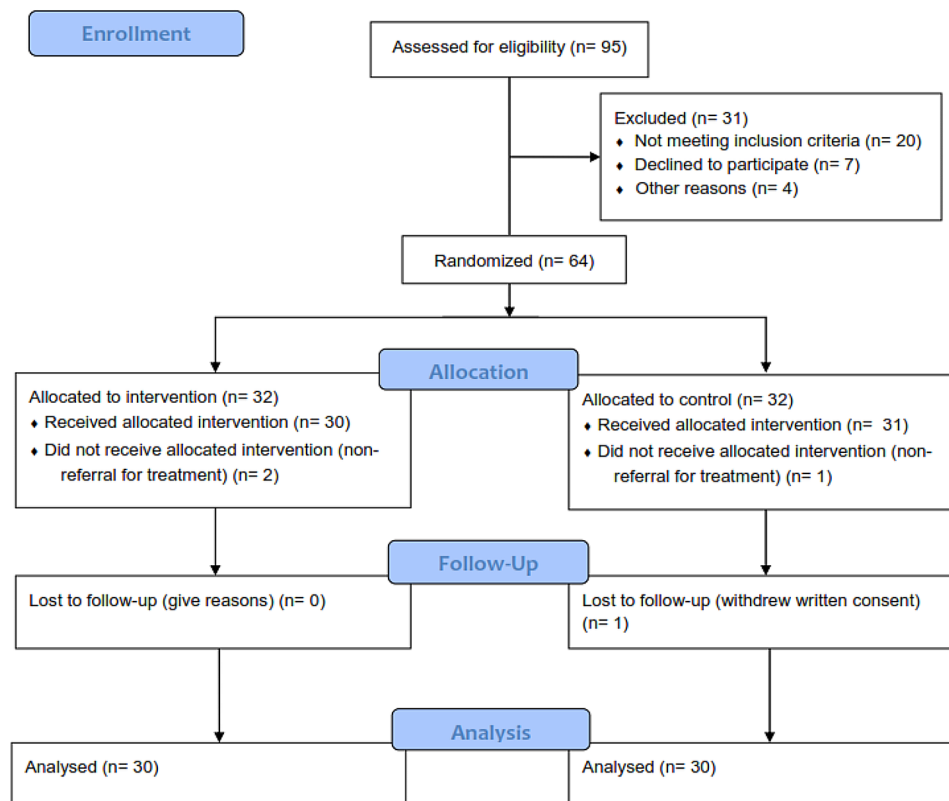 Enrollment
Assessed for eligibility (n= 95)
Excluded (n= 31)
♦ Not meeting inclusion criteria (n= 20)
♦ Declined to participate (n= 7)
♦ Other reasons (n= 4)
Randomized (n= 64)
Allocation
Allocated to intervention (n= 32)
♦ Received allocated intervention (n= 30)
♦ Did not receive allocated intervention (non-
referral for treatment) (n= 2)
Allocated to control (n= 32)
♦ Received allocated intervention (n= 31)
♦ Did not receive allocated intervention (non-
referral for treatment) (n= 1)
Follow-Up
Lost to follow-up (give reasons) (n= 0)
Lost to follow-up (withdrew written consent)
(n= 1)
Analysis
Analysed (n= 30)
Analysed (n= 30)